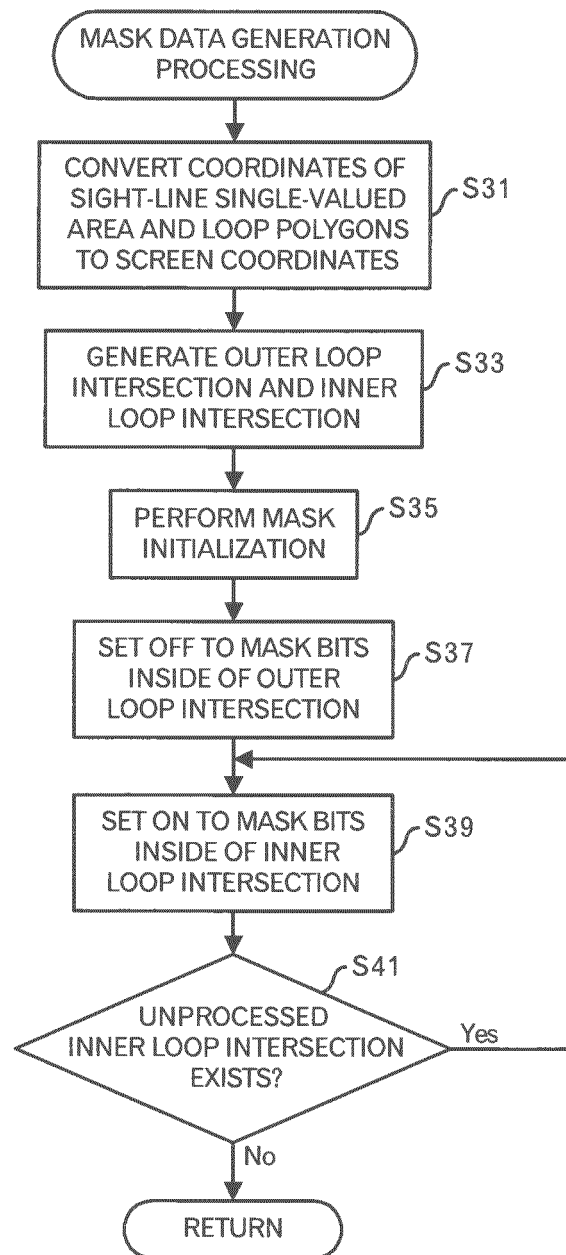 MASK DATA GENERATION
PROCESSING
CONVERT COORDINATES OF
SIGHT-LINE SINGLE-VALUED
AREA AND LOOP POLYGONS
TO SCREEN COORDINATES
S31
GENERATE OUTER LOOP
INTERSECTION AND INNER
LOOP INTERSECTION
S33
PERFORM MASK
INITIALIZATION
S35
SET OFF TO MASK BITS
INSIDE OF OUTER
LOOP INTERSECTION
S37
SET ON TO MASK BITS
INSIDE OF INNER
LOOP INTERSECTION
S39
S41
UNPROCESSED
INNER LOOP INTERSECTION
EXISTS?
Yes
No
RETURN